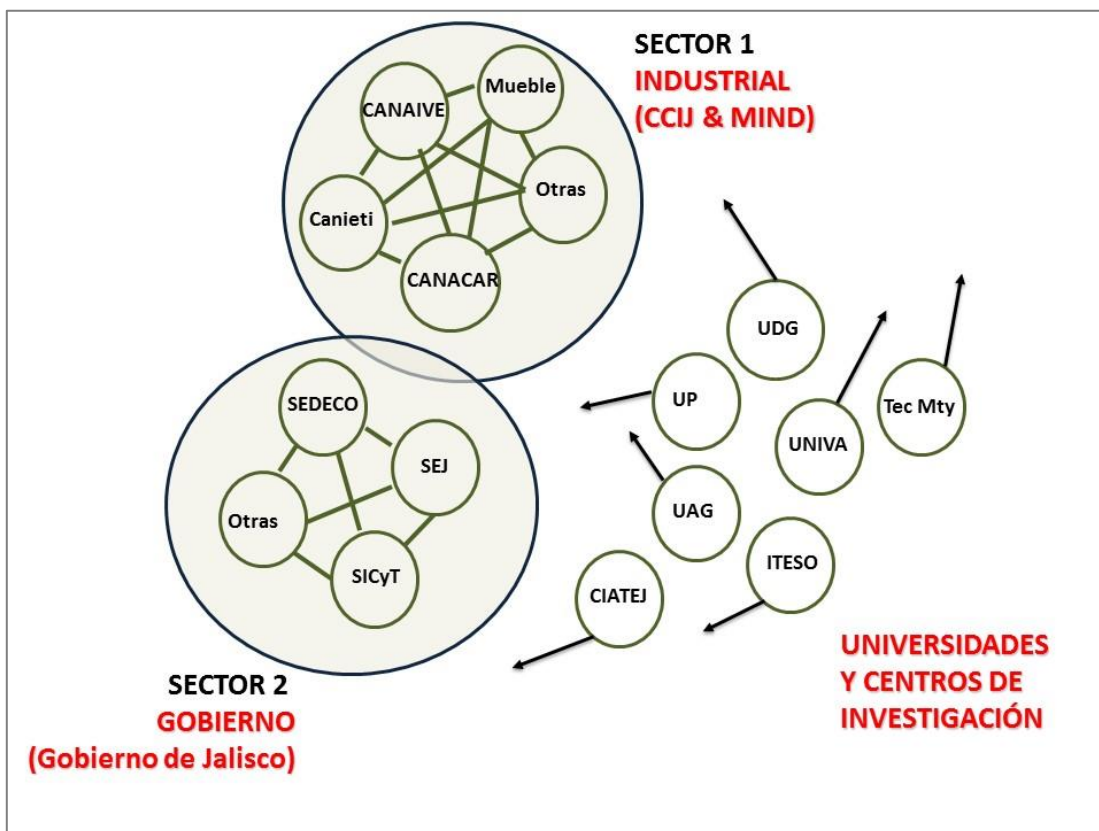 SECTOR 1
INDUSTRIAL
(CCIJ & MIND)
Mueble
CANAIVE
Otras
Canieti
CANACAR
UDG
UP
Tec Mty
UNIVA
SEDECO
SEJ
UAG
Otras
SICyT
ITESO
CIATEJ
UNIVERSIDADES
Y CENTROS DE
INVESTIGACIÓN
SECTOR 2
GOBIERNO
(Gobierno de Jalisco)